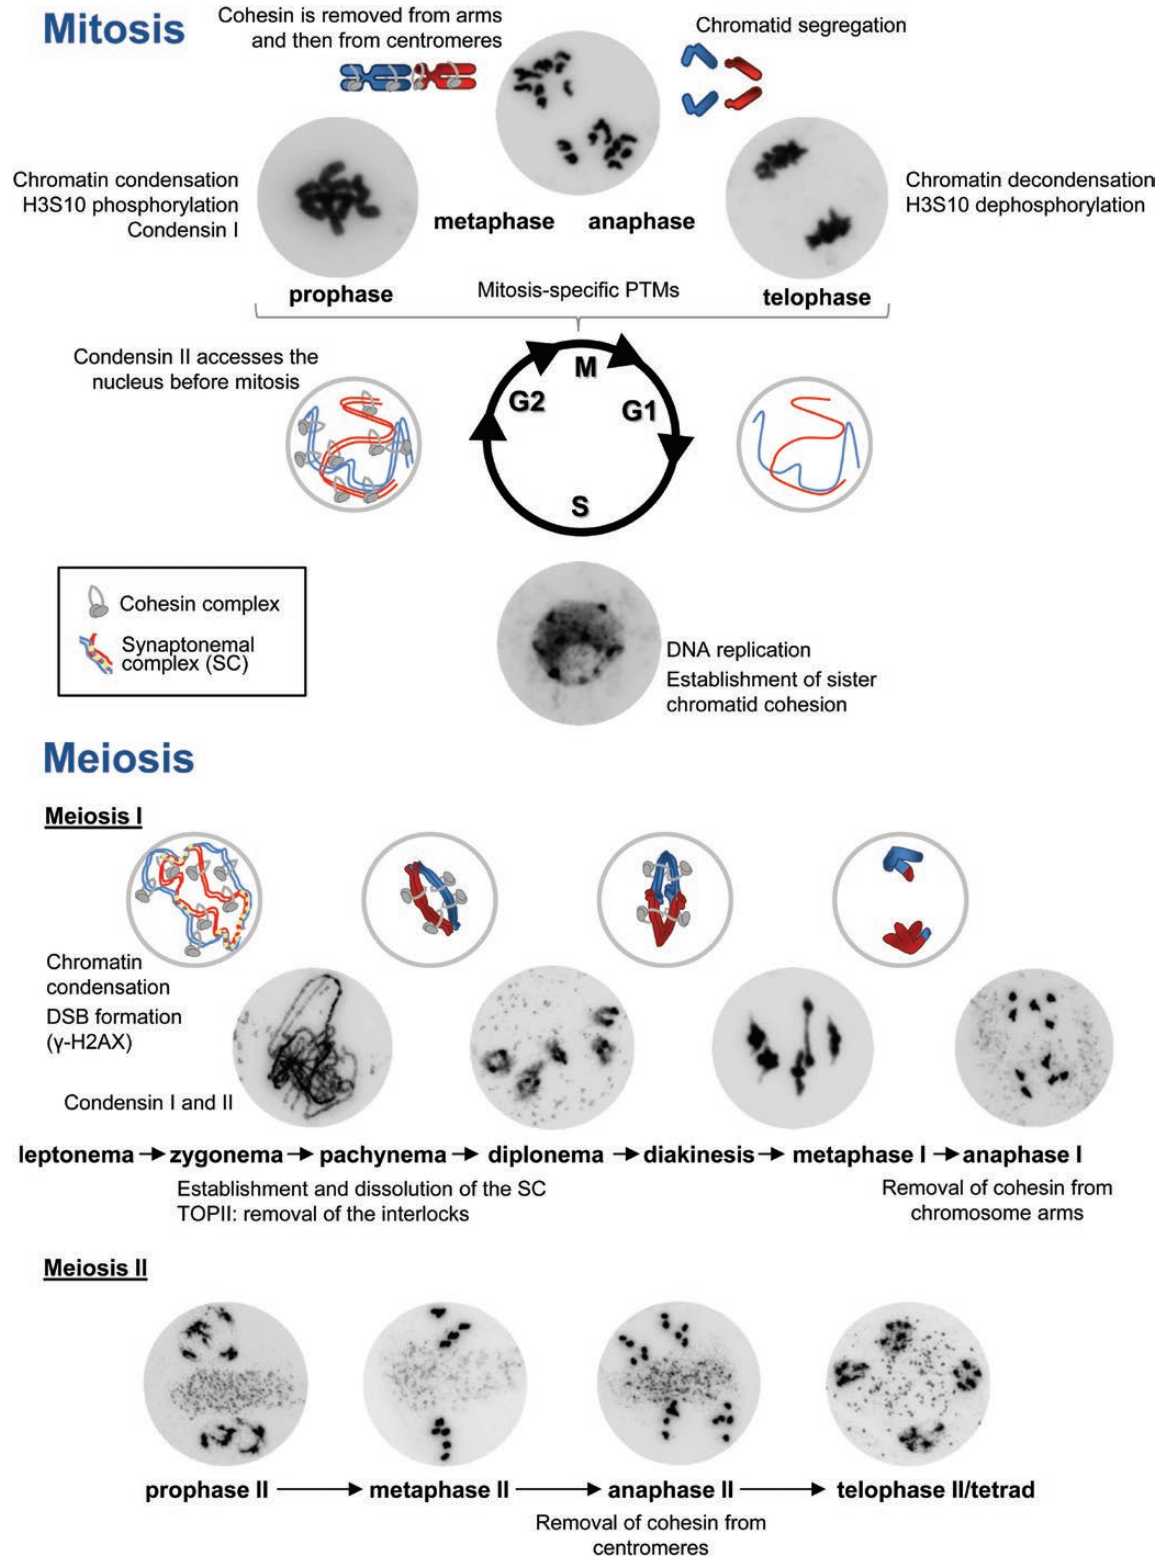 Mitosis
Cohesin is removed from arms
and then from centromeres
Chromatid segregation
Chromatin condensation
H3S10 phosphorylation
Condensin I
metaphase
anaphase
Chromatin decondensation
H3S10 dephosphorylation
prophase
Mitosis-specific PTMs
telophase
Condensin II accesses the
nucleus before mitosis
M
G2
G1
S
Cohesin complex
Synaptonemal
complex (SC)
DNA replication
Establishment of sister
chromatid cohesion
Meiosis
Meiosis I
Chromatin
condensation
DSB formation
(γ-H2AX)
Condensin I and II
leptonema → zygonema → pachynema → diplonema → diakinesis → metaphase I → anaphase I
Establishment and dissolution of the SC
TOPII: removal of the interlocks
Removal of cohesin from
chromosome arms
Meiosis II
prophase II → metaphase II → anaphase II → telophase II/tetrad
Removal of cohesin from
centromeres